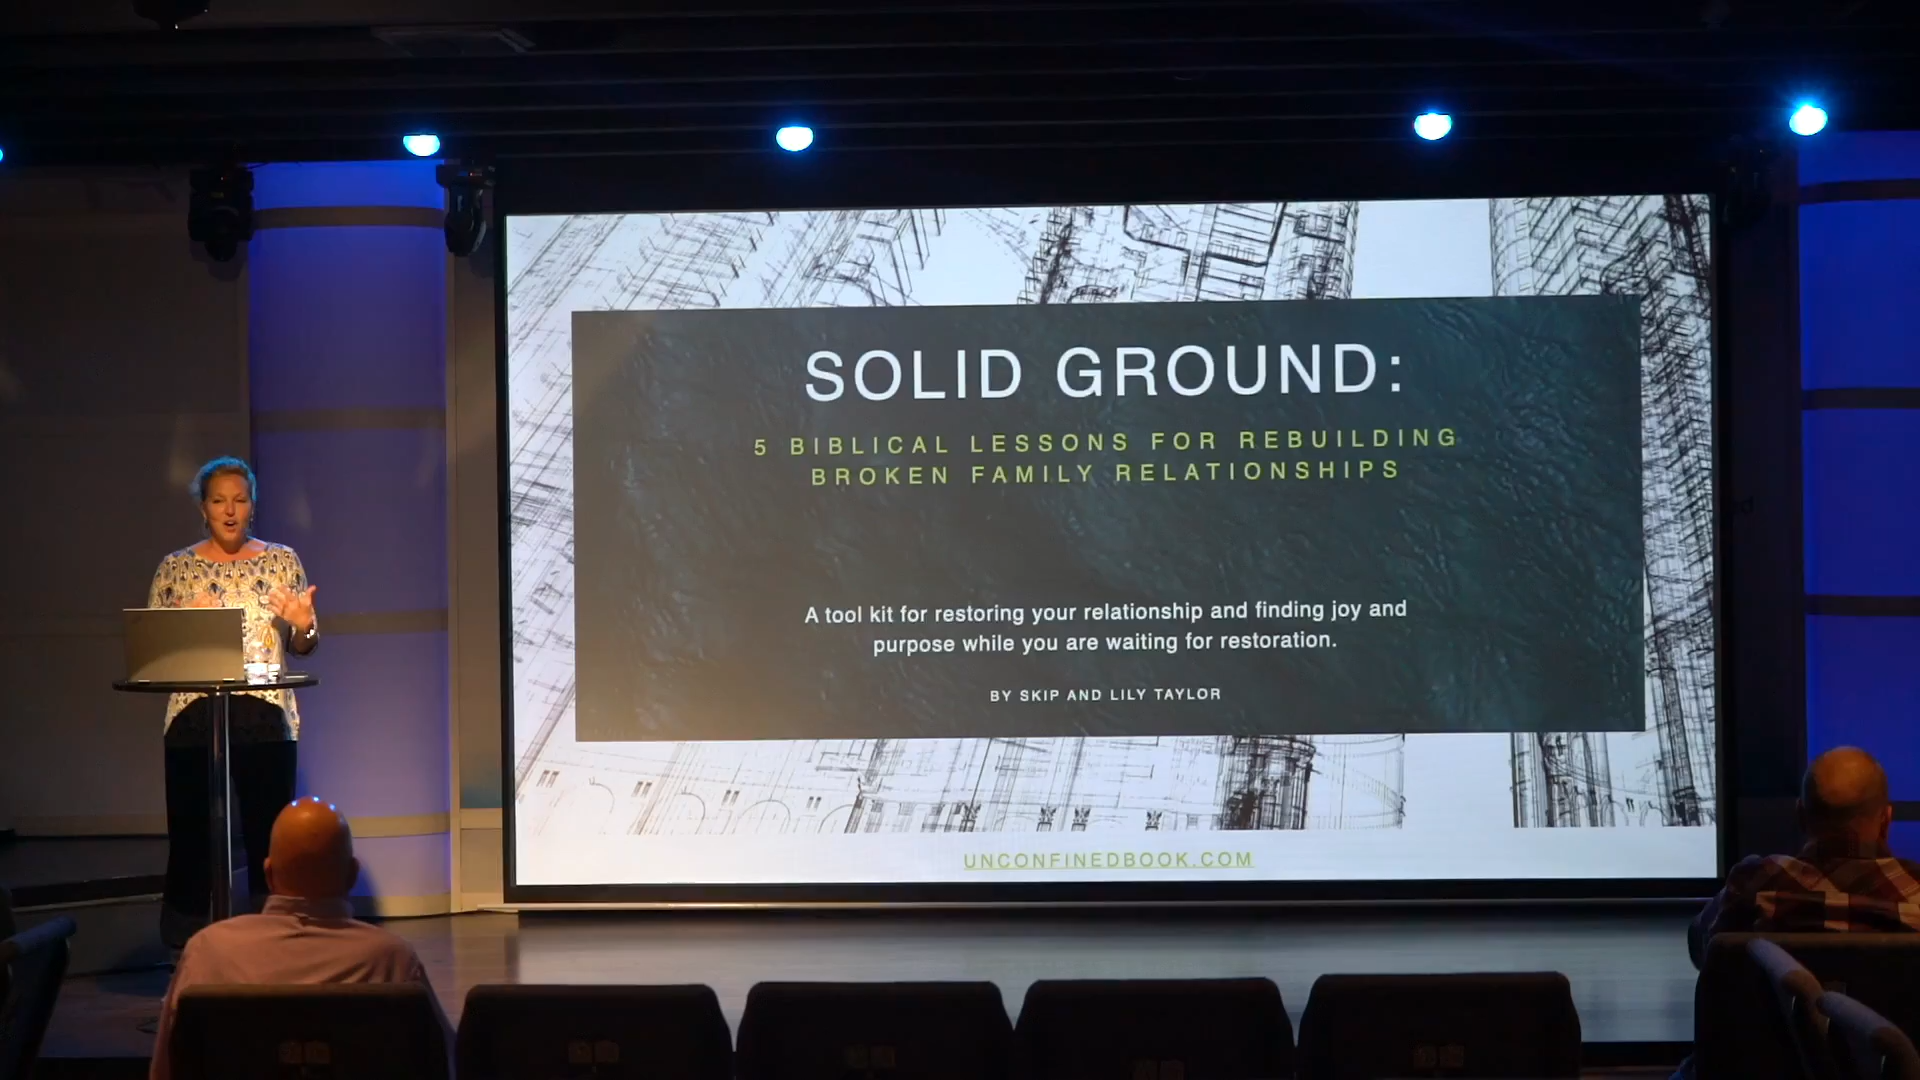 SOLID GROUND:
5 BIBLICAL LESSONS FOR REBUILDING
BROKEN FAMILY RELATIONSHIPS
A tool kit for restoring your relationship and finding joy and
purpose while you are waiting for restoration.
BY SKIP AND LILY TAYLOR
UNCONFINEDBOOK.COM